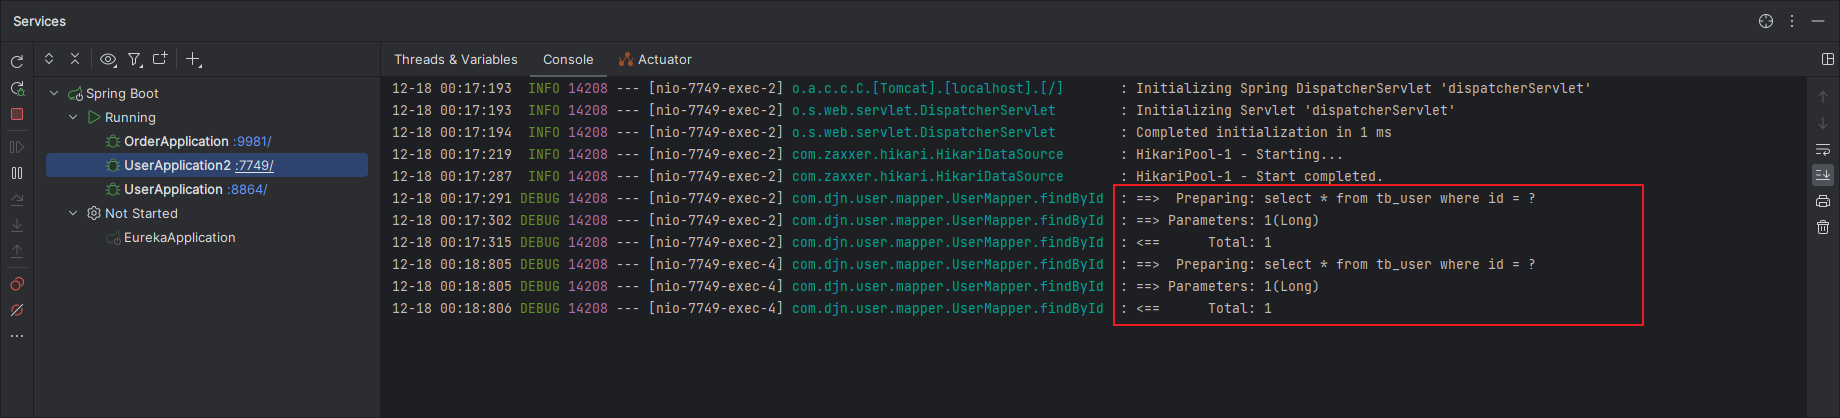 Services
Threads & Variables Console Actuator
Spring Boot
Running
OrderApplication :9981/
UserApplication2 :7749/
UserApplication :8864/
Not Started
EurekaApplication
12-18 00:17:193  INFO 14208 --- [nio-7749-exec-2] o.a.c.c.C.[Tomcat].[localhost].[/]       : Initializing Spring DispatcherServlet 'dispatcherServlet'
12-18 00:17:193  INFO 14208 --- [nio-7749-exec-2] o.s.web.servlet.DispatcherServlet        : Initializing Servlet 'dispatcherServlet'
12-18 00:17:194  INFO 14208 --- [nio-7749-exec-2] o.s.web.servlet.DispatcherServlet        : Completed initialization in 1 ms
12-18 00:17:219  INFO 14208 --- [nio-7749-exec-2] com.zaxxer.hikari.HikariDataSource       : HikariPool-1 - Starting...
12-18 00:17:287  INFO 14208 --- [nio-7749-exec-2] com.zaxxer.hikari.HikariDataSource       : HikariPool-1 - Start completed.
12-18 00:17:291 DEBUG 14208 --- [nio-7749-exec-2] com.djn.user.mapper.UserMapper.findById  : ==>  Preparing: select * from tb_user where id = ?
12-18 00:17:302 DEBUG 14208 --- [nio-7749-exec-2] com.djn.user.mapper.UserMapper.findById  : ==> Parameters: 1(Long)
12-18 00:17:315 DEBUG 14208 --- [nio-7749-exec-2] com.djn.user.mapper.UserMapper.findById  : <==      Total: 1
12-18 00:18:805 DEBUG 14208 --- [nio-7749-exec-4] com.djn.user.mapper.UserMapper.findById  : ==>  Preparing: select * from tb_user where id = ?
12-18 00:18:805 DEBUG 14208 --- [nio-7749-exec-4] com.djn.user.mapper.UserMapper.findById  : ==> Parameters: 1(Long)
12-18 00:18:806 DEBUG 14208 --- [nio-7749-exec-4] com.djn.user.mapper.UserMapper.findById  : <==      Total: 1